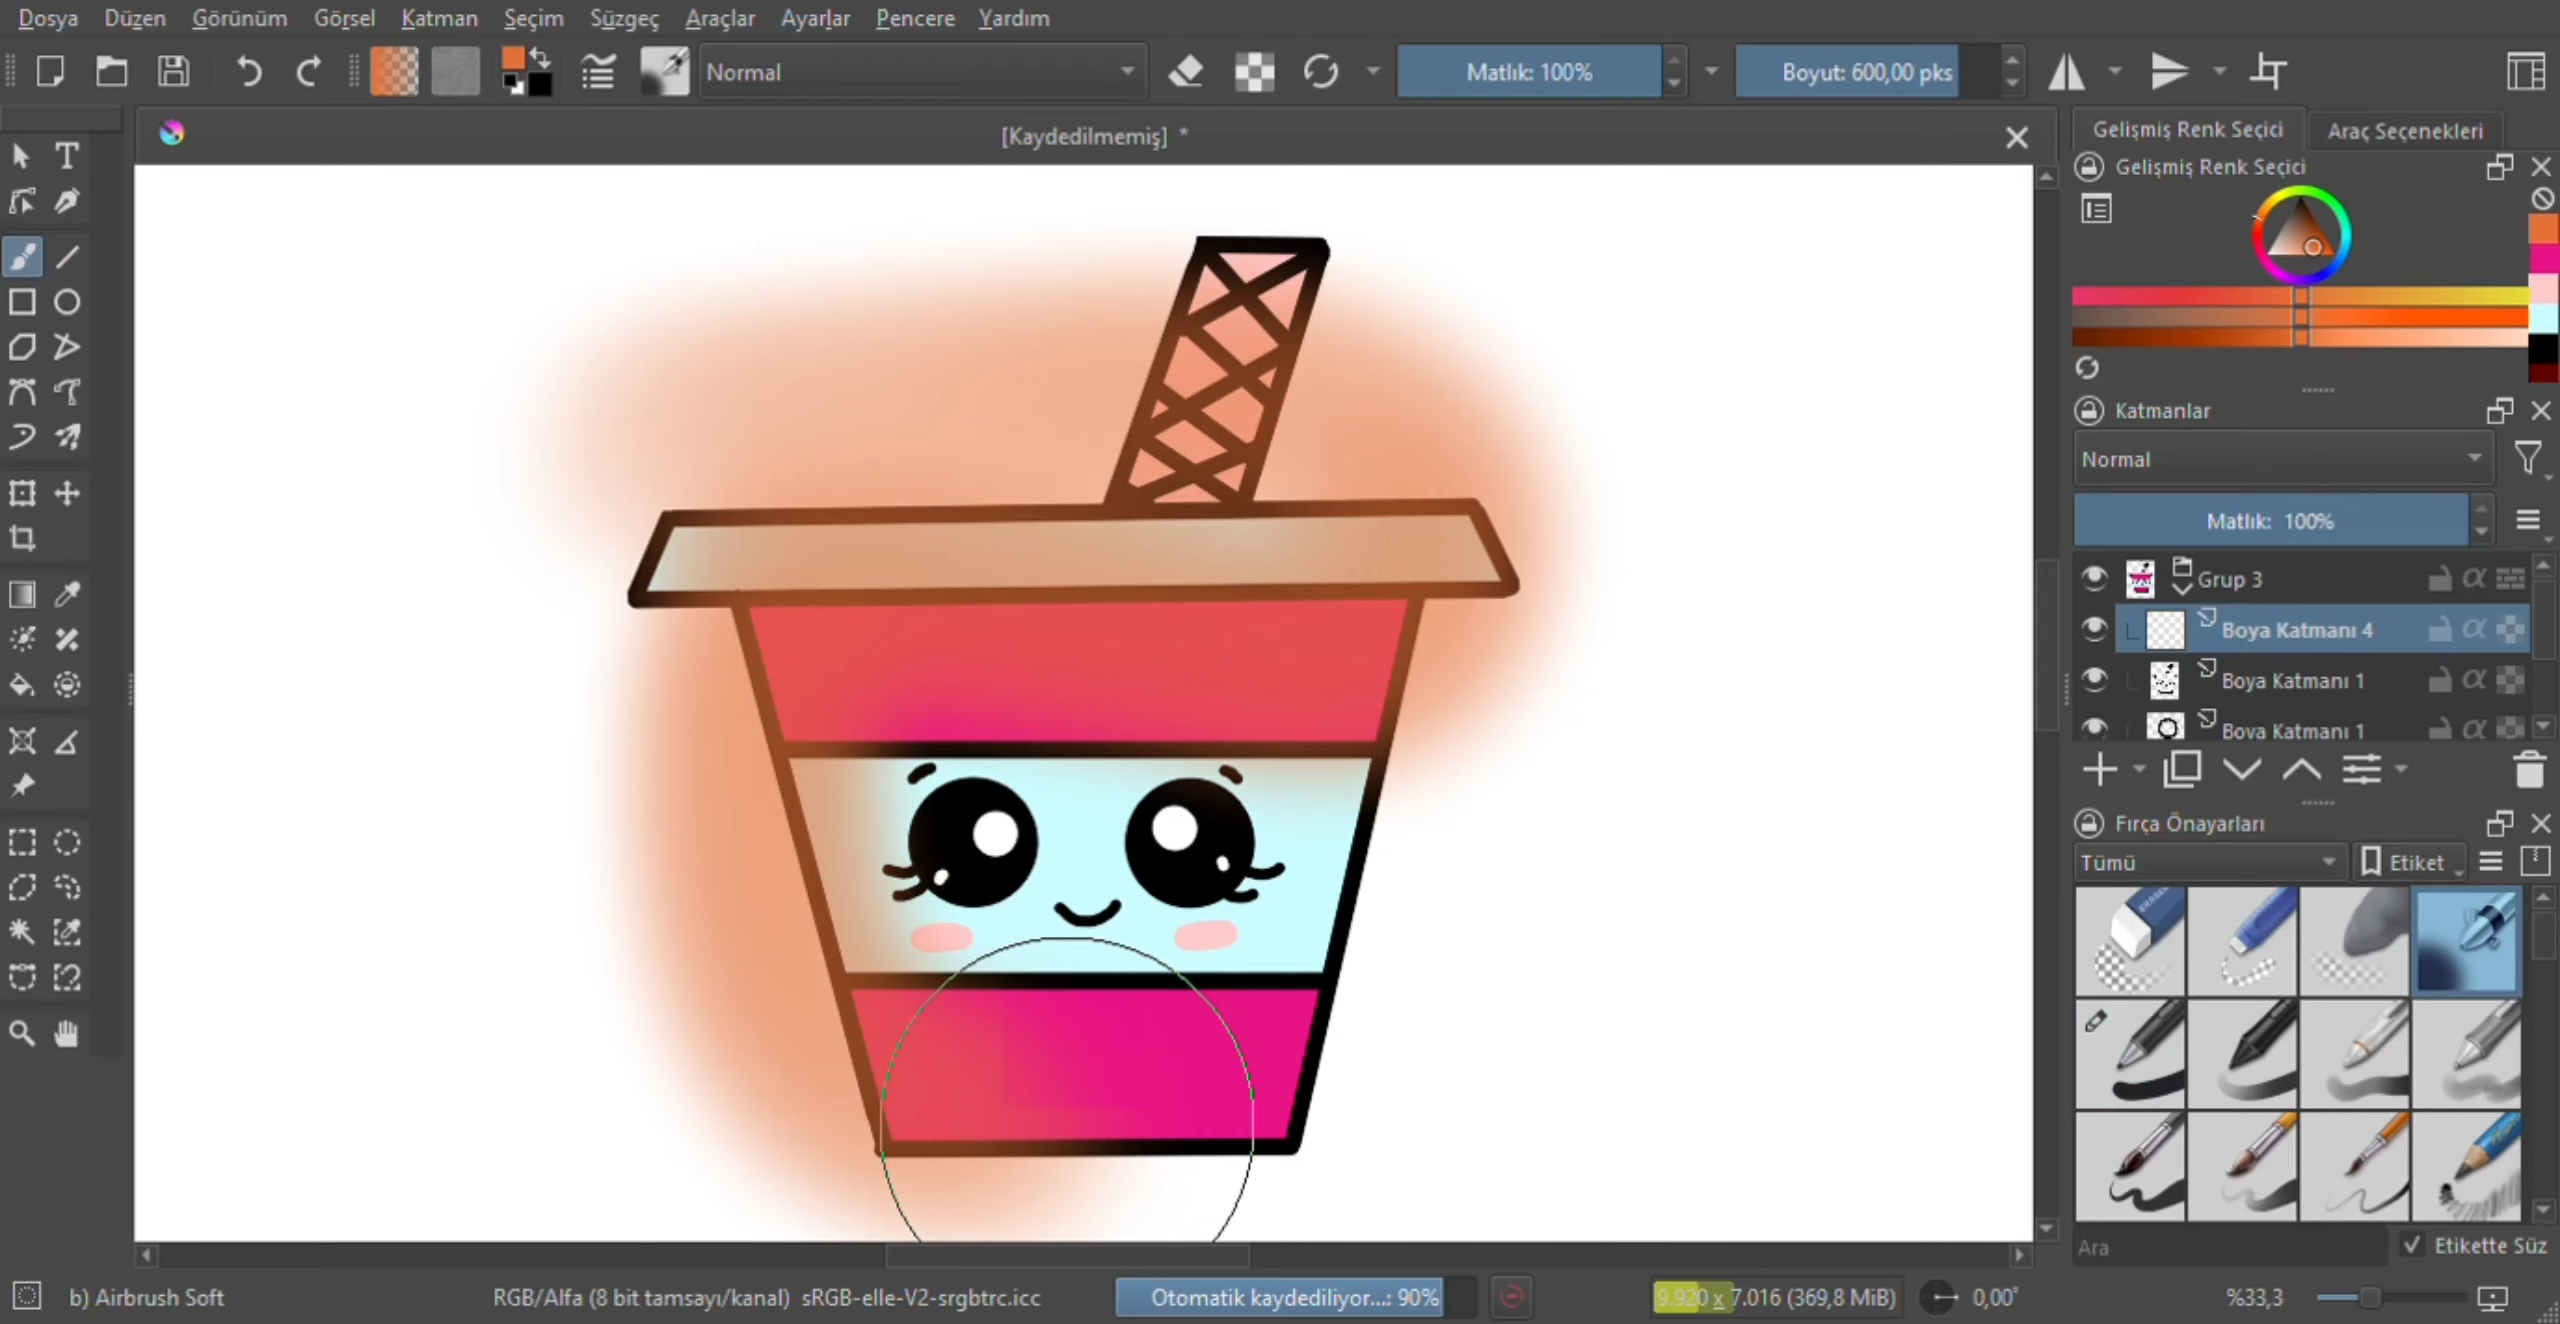 Dosya Düzen Görünüm Görsel Katman Seçim Süzgeç Araçlar Ayarlar Pencere Yardım
Normal Matlık: 100% Boyut: 600,00 pks
[Kaydedilmemiş] *
Gelişmiş Renk Seçici Araç Seçenekleri
Gelişmiş Renk Seçici
Katmanlar
Normal
Matlık: 100%
Grup 3
Boya Katmanı 4
Boya Katmanı 1
Boya Katmanı 1
Fırça Önayarları
Tümü Etiket
Ara Etikette Süz
b) Airbrush Soft RGB/Alfa (8 bit tamsayı/kanal) sRGB-elle-V2-srgbtrc.icc Otomatik kaydediliyor...: 90% 9.920 x 7.016 (369,8 MiB) 0,00° %33,3